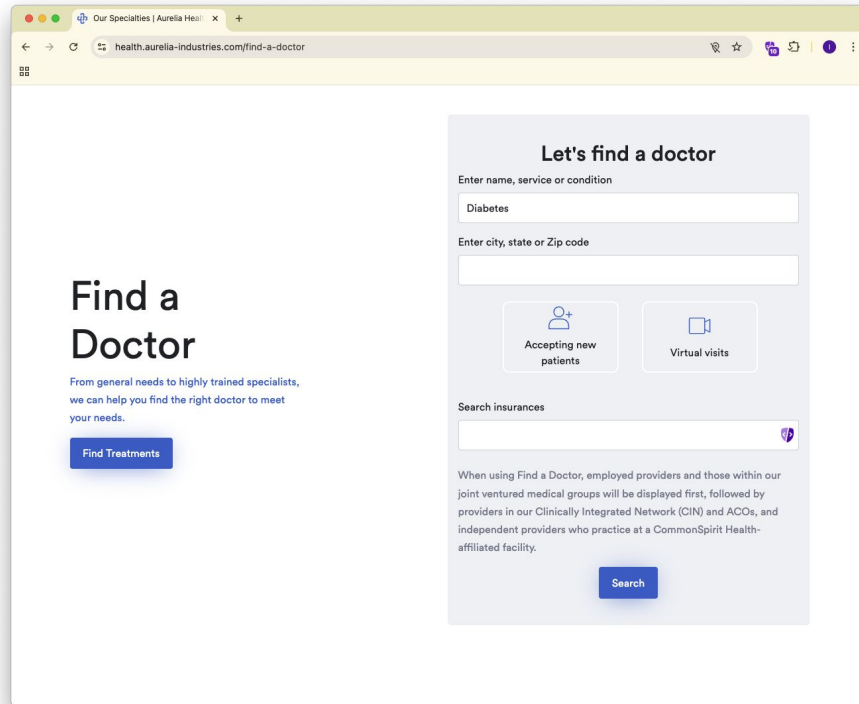 Our Specialties | Aurelia Heal
health.aurelia-industries.com/find-a-doctor
10
I
Find a
Doctor
From general needs to highly trained specialists,
we can help you find the right doctor to meet
your needs.
Find Treatments
Let's find a doctor
Enter name, service or condition
Diabetes
Enter city, state or Zip code
Accepting new
patients
Virtual visits
Search insurances
When using Find a Doctor, employed providers and those within our
joint ventured medical groups will be displayed first, followed by
providers in our Clinically Integrated Network (CIN) and ACOs, and
independent providers who practice at a CommonSpirit Health-
affiliated facility.
Search